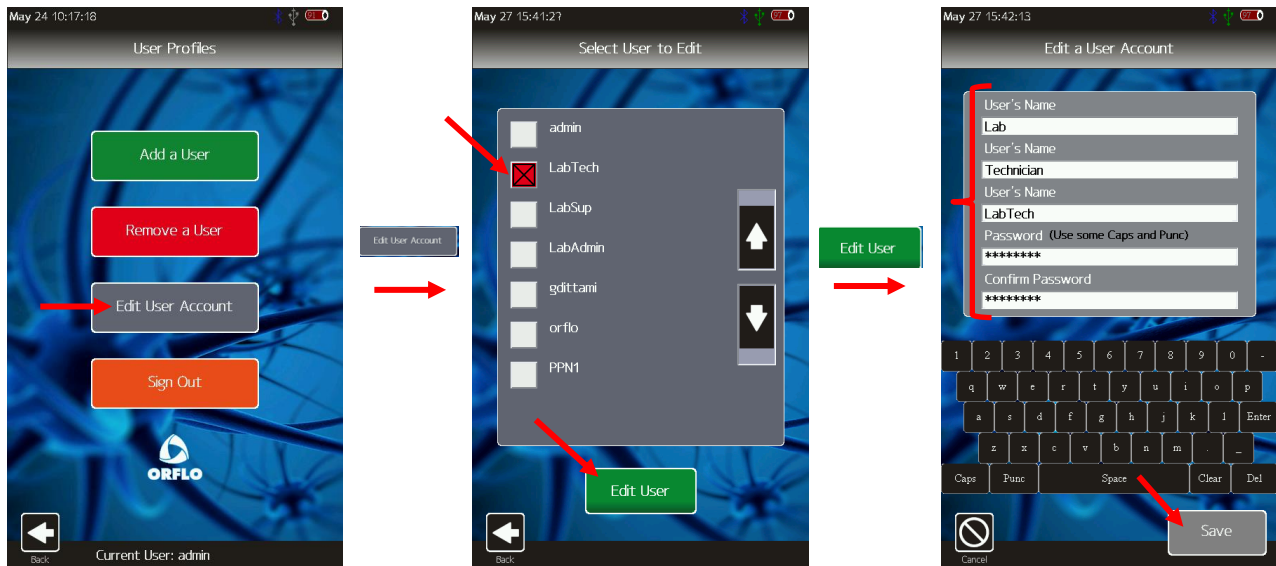 May 24 10:17:18
91
User Profiles
Add a User
Remove a User
Edit User Account
Sign Out
ORFLO
Back
Current User: admin
Edit User Account
May 27 15:41:27
97
Select User to Edit
admin
LabTech
LabSup
LabAdmin
gdittami
orflo
PPN1
Edit User
Back
Edit User
May 27 15:42:13
97
Edit a User Account
User's Name
Lab
User's Name
Technician
User's Name
LabTech
Password (Use some Caps and Punc)
********
Confirm Password
********
1 2 3 4 5 6 7 8 9 0 -
q w e r t y u i o p
a s d f g h j k l Enter
z x c v b n m . _
Caps Punc Space Clear Del
Save
Cancel